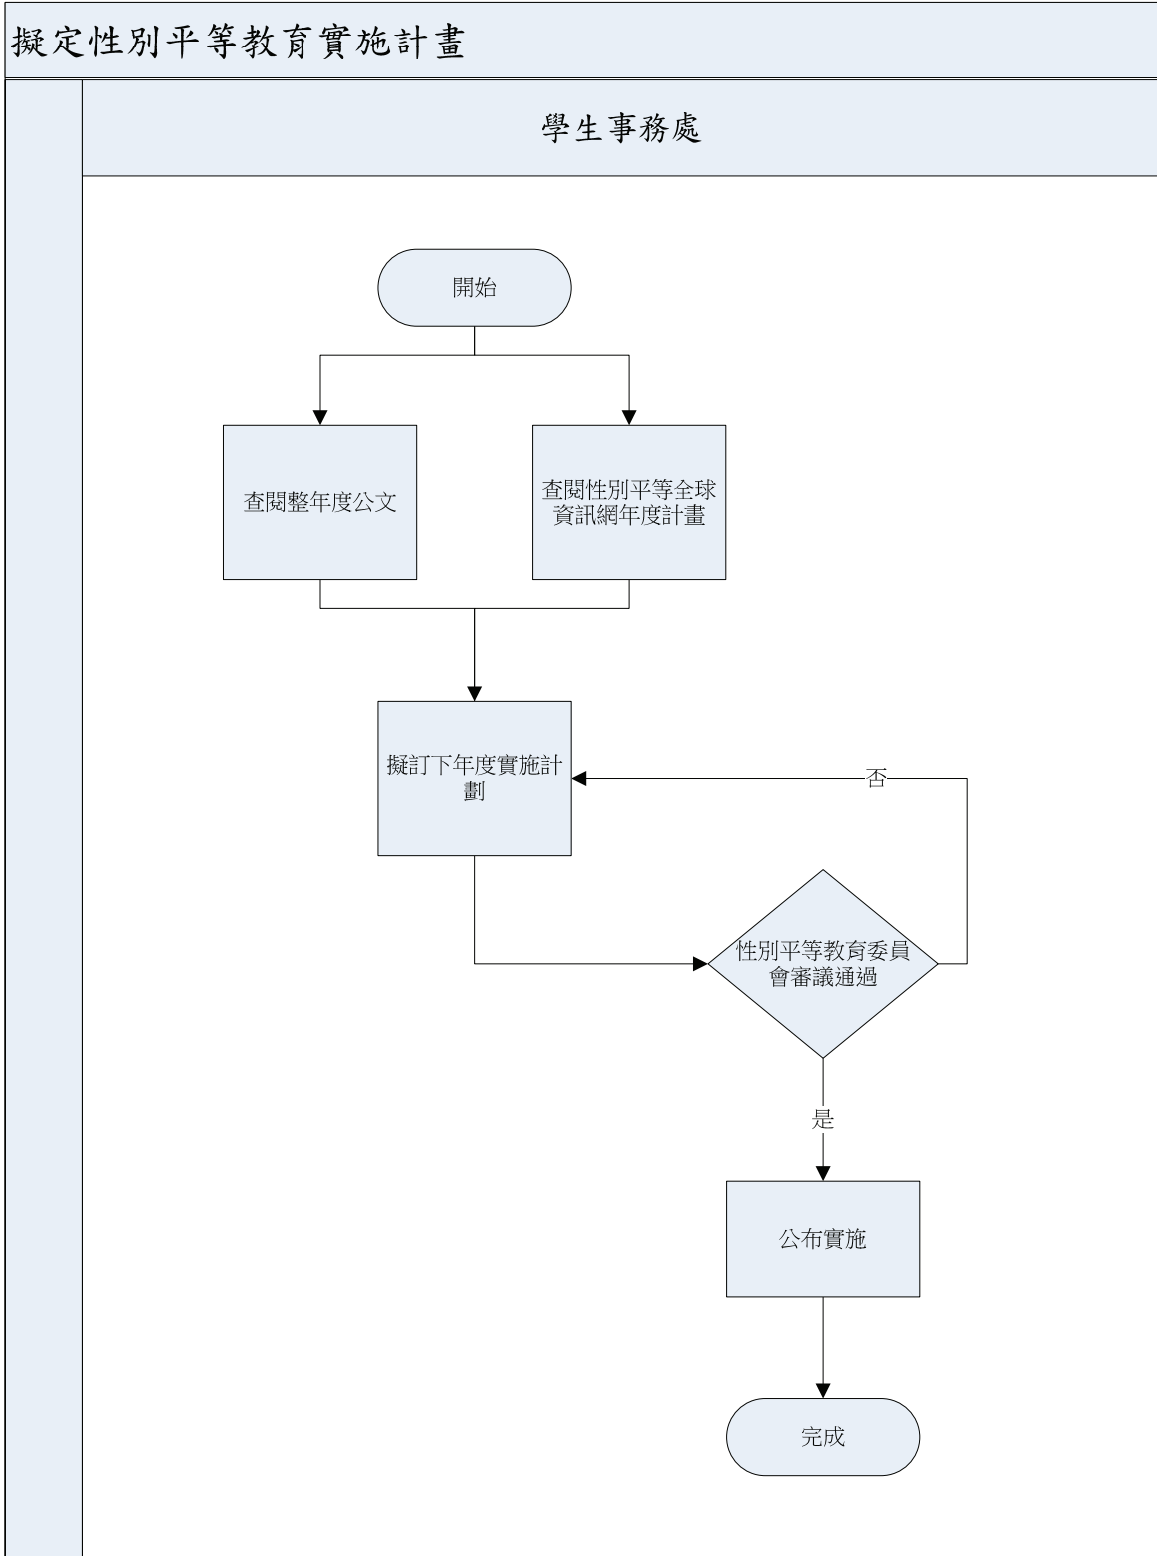 擬定性別平等教育實施計畫
學生事務處
開始
查閱整年度公文
查閱性別平等全球
資訊網年度計畫
擬訂下年度實施計
劃
否
性別平等教育委員
會審議通過
是
公布實施
完成